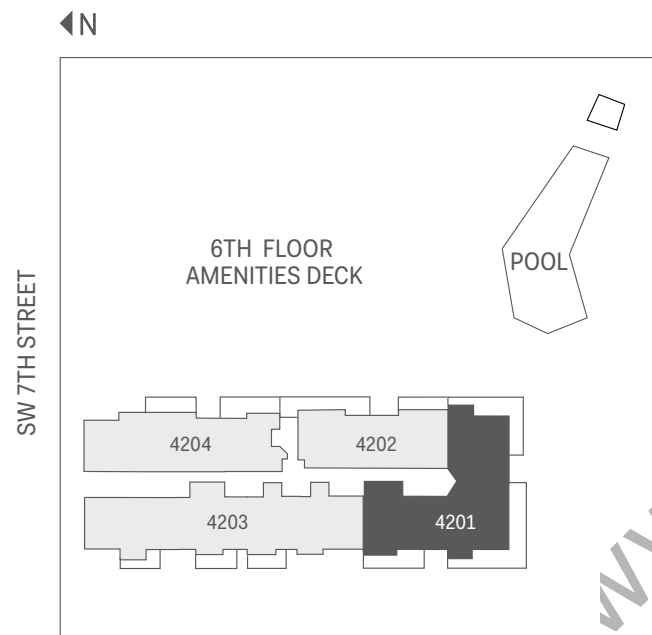 N
SW 7TH STREET
6TH FLOOR
AMENITIES DECK
POOL
4204
4202
4203
4201